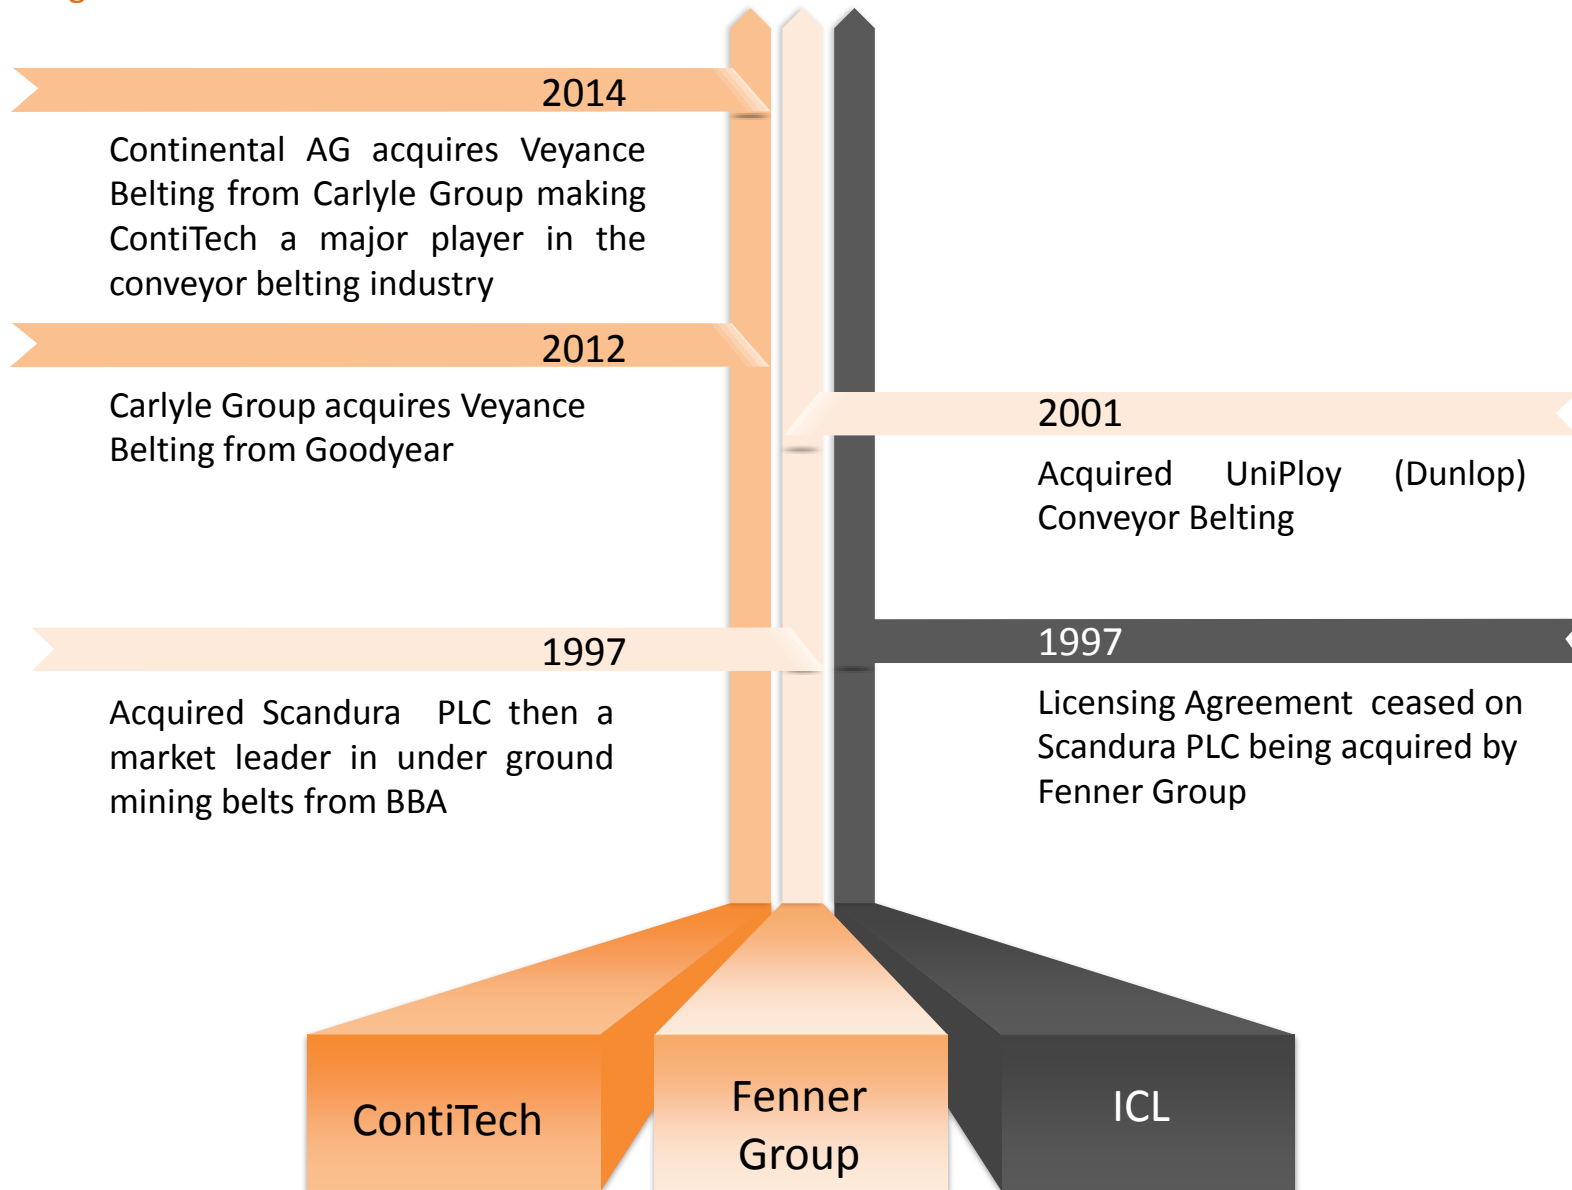 2014
Continental AG acquires Veyance
Belting from Carlyle Group making
ContiTech a major player in the
conveyor belting industry
2012
Carlyle Group acquires Veyance
Belting from Goodyear
2001
Acquired UniPloy (Dunlop)
Conveyor Belting
1997
Acquired Scandura PLC then a
market leader in under ground
mining belts from BBA
1997
Licensing Agreement ceased on
Scandura PLC being acquired by
Fenner Group
ContiTech
Fenner
Group
ICL